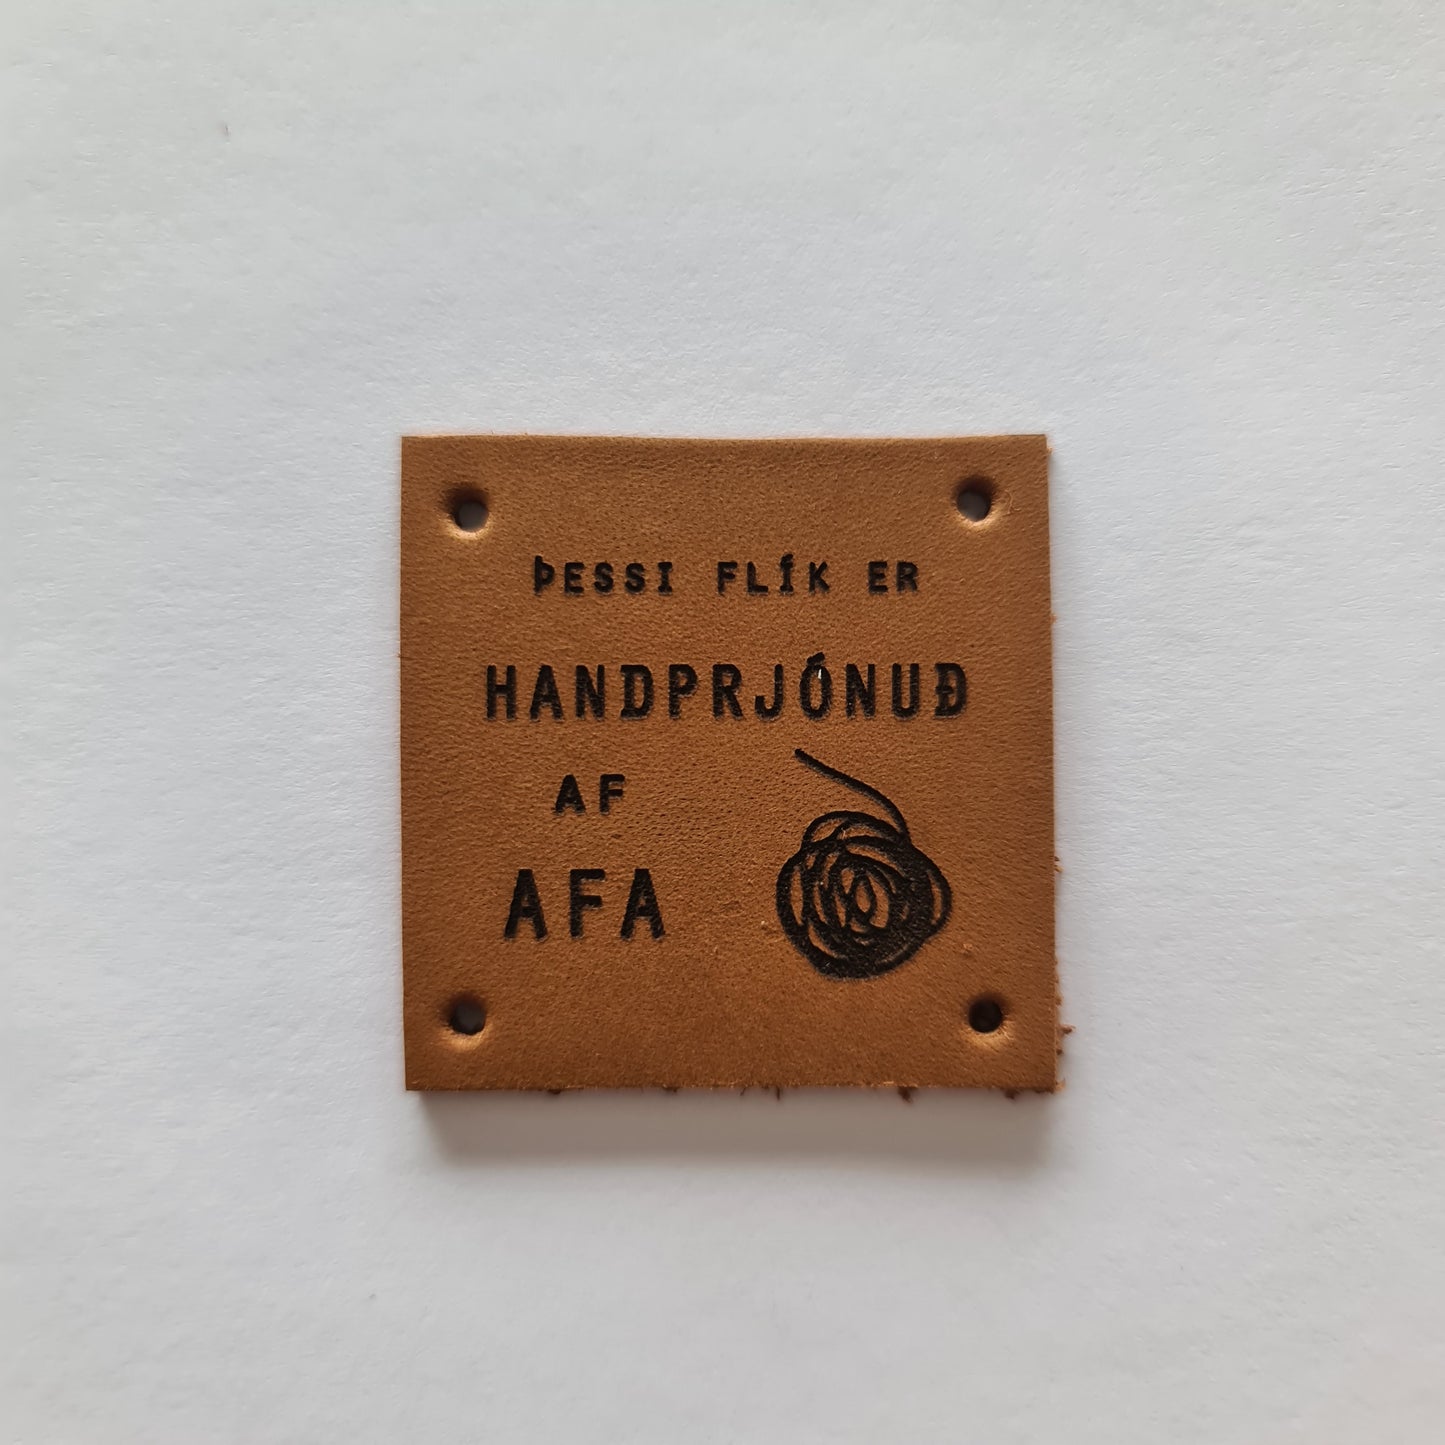 ÞESSI FLÍK ER
HANDPRJÓNUÐ
AF
AFA